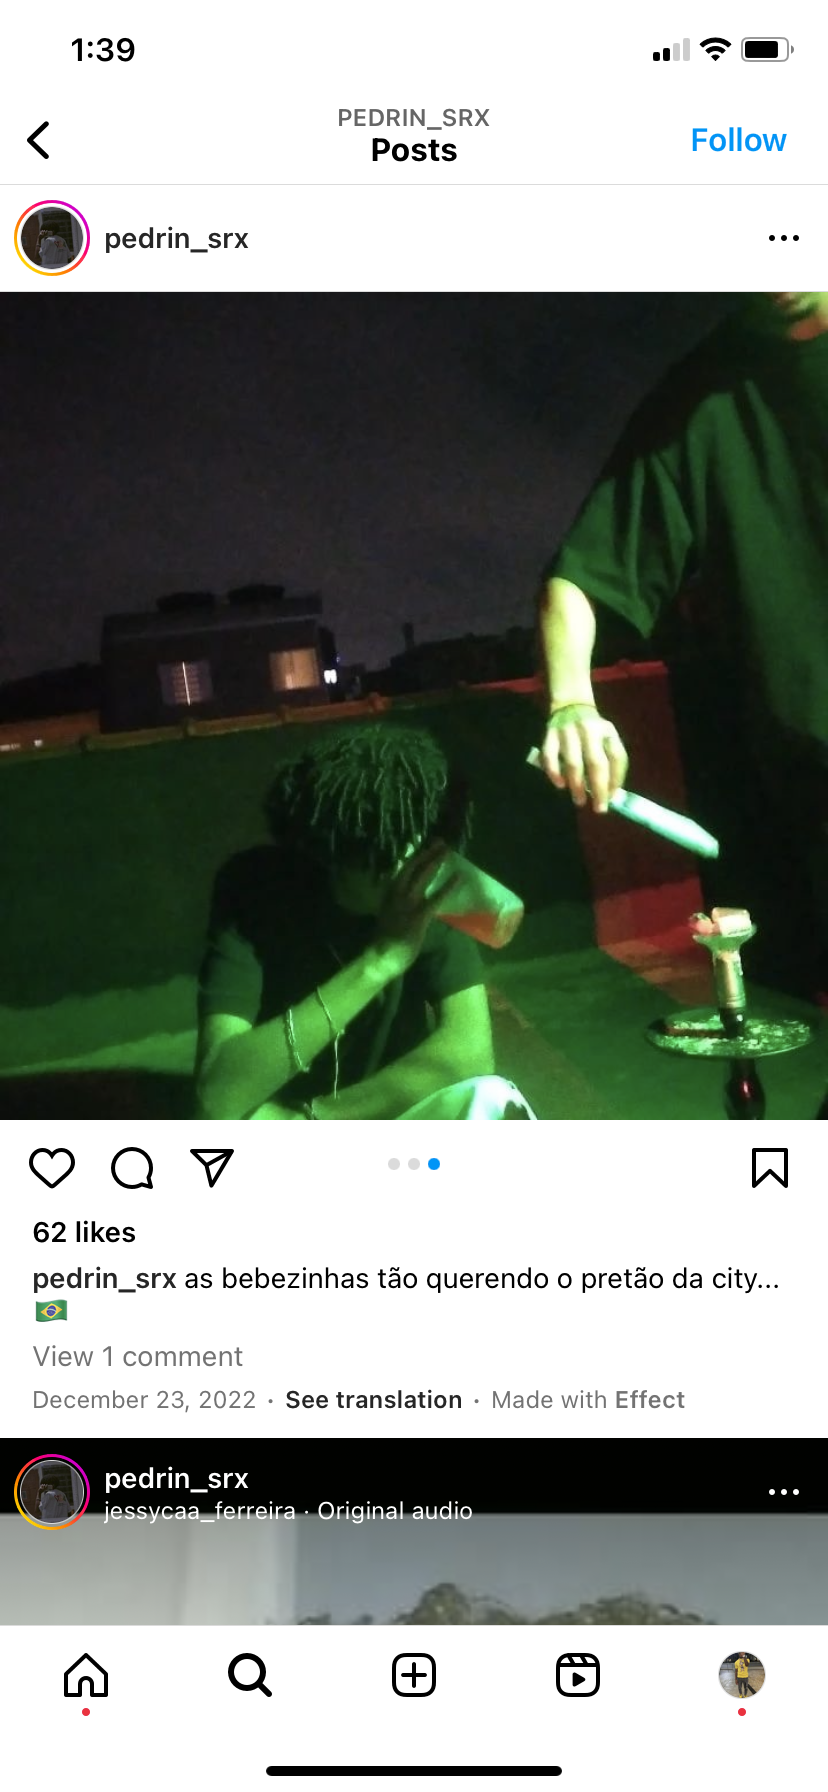 1:39
PEDRIN_SRX
Posts
Follow
pedrin_srx
62 likes
pedrin_srx as bebezinhas tão querendo o pretão da city...
🇧🇷
View 1 comment
December 23, 2022 · See translation · Made with Effect
pedrin_srx
jessycaa_ferreira · Original audio